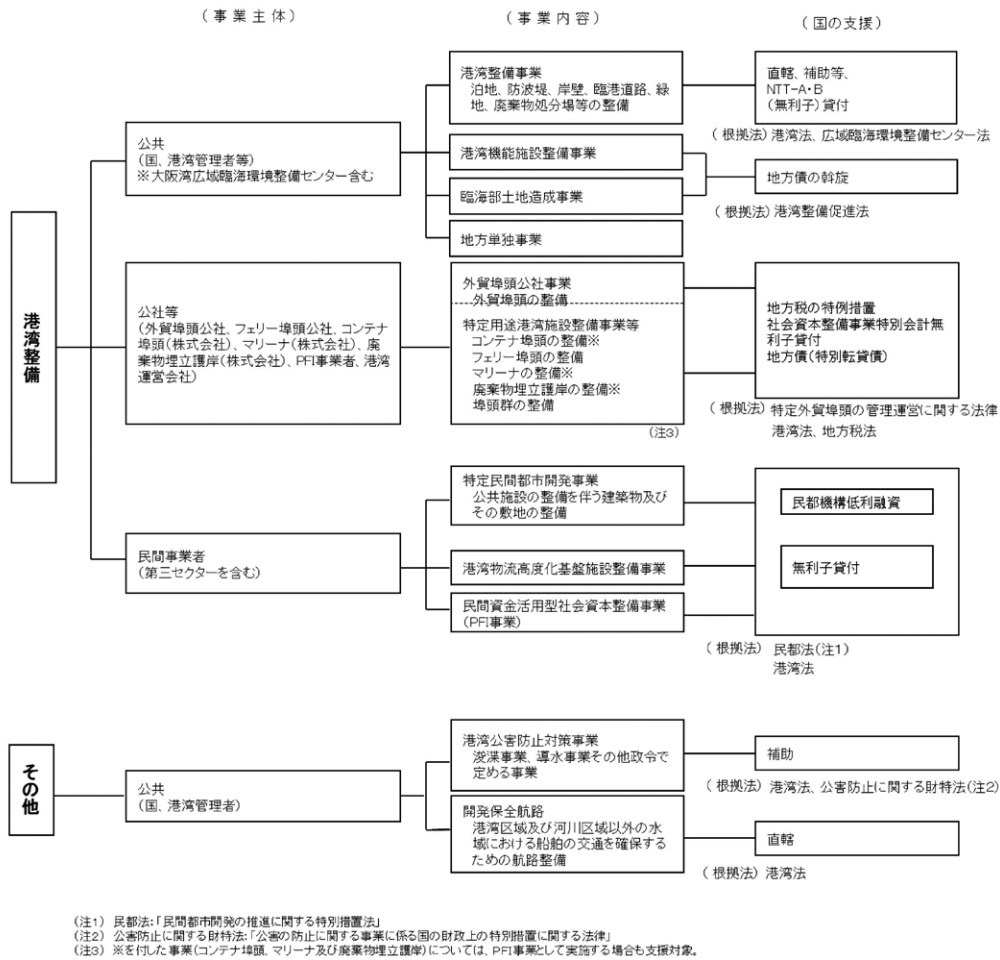 （事業主体）
（事業内容）
（国の支援）
港湾整備
公共
(国、港湾管理者等)
※大阪湾広域臨海環境整備センター含む
港湾整備事業
泊地、防波堤、岸壁、臨港道路、緑
地、廃棄物処分場等の整備
直轄、補助等、
NTT-A・B
(無利子)貸付
(根拠法) 港湾法、広域臨海環境整備センター法
港湾機能施設整備事業
臨海部土地造成事業
地方債の斡旋
(根拠法) 港湾整備促進法
地方単独事業
公社等
(外貿埠頭公社、フェリー埠頭公社、コンテナ
埠頭(株式会社)、マリーナ(株式会社)、廃
棄物埋立護岸(株式会社)、PFI事業者、港湾
運営会社)
外貿埠頭公社事業
外貿埠頭の整備
特定用途港湾施設整備事業等
コンテナ埠頭の整備※
フェリー埠頭の整備
マリーナの整備※
廃棄物埋立護岸の整備※
埠頭群の整備
(注3)
地方税の特例措置
社会資本整備事業特別会計無
利子貸付
地方債(特別転貸債)
(根拠法) 特定外貿埠頭の管理運営に関する法律
港湾法、地方税法
民間事業者
(第三セクターを含む)
特定民間都市開発事業
公共施設の整備を伴う建築物及び
その敷地の整備
港湾物流高度化基盤施設整備事業
民間資金活用型社会資本整備事業
(PFI事業)
民都機構低利融資
無利子貸付
(根拠法) 民都法(注1)
港湾法
その他
公共
(国、港湾管理者)
港湾公害防止対策事業
浚渫事業、導水事業その他政令で
定める事業
補助
(根拠法) 港湾法、公害防止に関する財特法(注2)
開発保全航路
港湾区域及び河川区域以外の水
域における船舶の交通を確保する
ための航路整備
直轄
(根拠法) 港湾法
(注1) 民都法:「民間都市開発の推進に関する特別措置法」
(注2) 公害防止に関する財特法:「公害の防止に関する事業に係る国の財政上の特別措置に関する法律」
(注3) ※を付した事業(コンテナ埠頭、マリーナ及び廃棄物埋立護岸)については、PFI事業として実施する場合も支援対象。